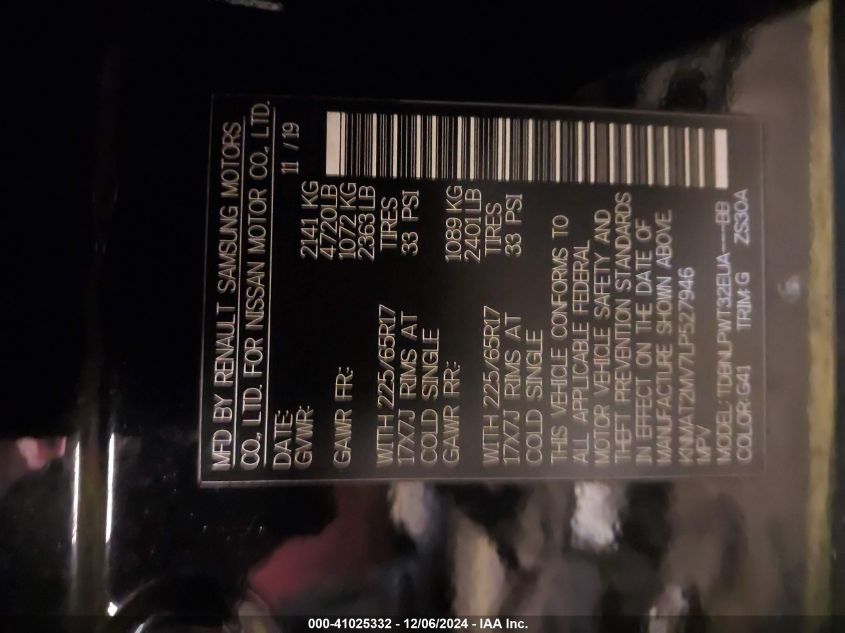 MFD BY RENAULT SAMSUNG MOTORS
CO., LTD. FOR NISSAN MOTOR CO., LTD.
DATE: 11 / 19
GVWR: 2141 KG
4720LB
GAWR FR: 1072 KG
2363 LB
WITH 225/65R17 TIRES
17X7J RIMS AT 33 PSI
COLD SINGLE
GAWR RR: 1089 KG
2401 LB
WITH 225/65R17 TIRES
17X7J RIMS AT 33 PSI
COLD SINGLE
THIS VEHICLE CONFORMS TO
ALL APPLICABLE FEDERAL
MOTOR VEHICLE SAFETY AND
THEFT PREVENTION STANDARDS
IN EFFECT ON THE DATE OF
MANUFACTURE SHOWN ABOVE
KNMAT2MV7LP527946
MPV
MODEL: TDBNLPWT32EUA----BB
COLOR: G41 TRIM: G ZS30A
000-41025332 - 12/06/2024 - IAA Inc.